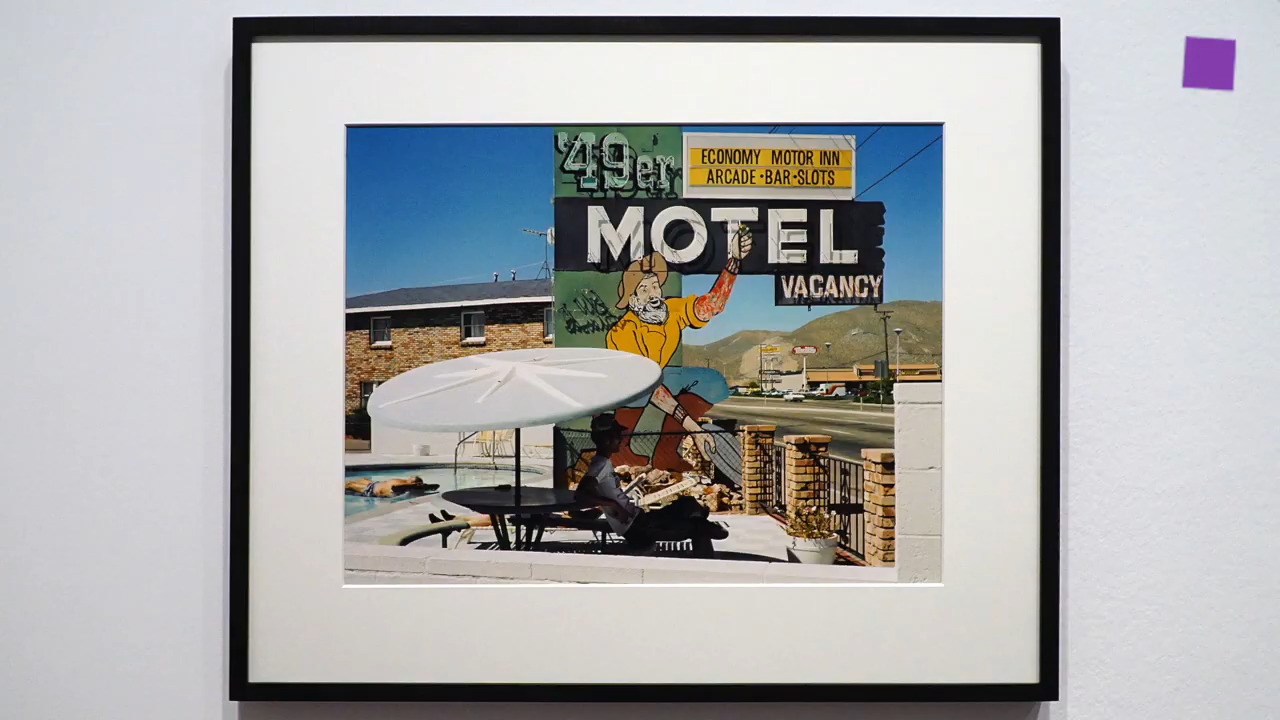 '49er
ECONOMY MOTOR INN
ARCADE•BAR•SLOTS
MOTEL
VACANCY